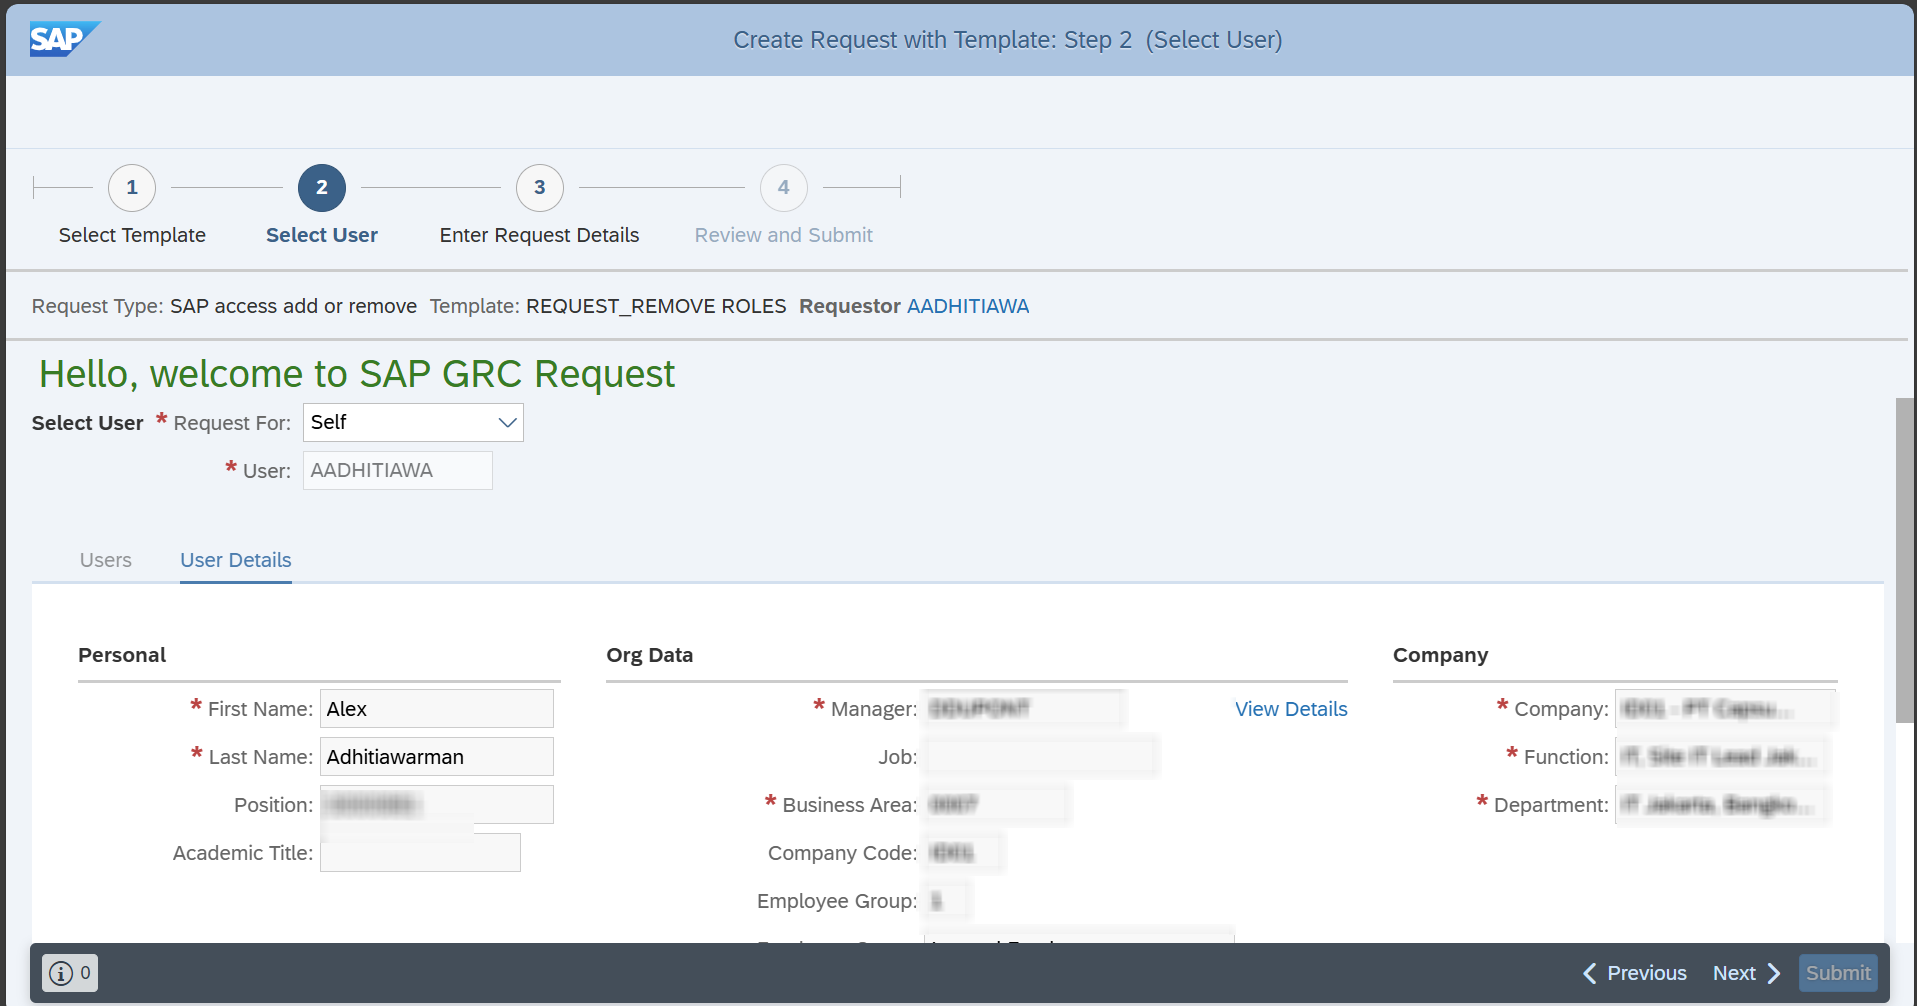 SAP
Create Request with Template: Step 2 (Select User)
1 2 3 4
Select Template Select User Enter Request Details Review and Submit
Request Type: SAP access add or remove Template: REQUEST_REMOVE ROLES Requestor AADHITIAWA
Hello, welcome to SAP GRC Request
Select User * Request For: Self
* User: AADHITIAWA
Users User Details
Personal Org Data Company
* First Name: Alex * Manager: View Details * Company:
* Last Name: Adhitiawarman Job: * Function:
Position: * Business Area: * Department:
Academic Title: Company Code:
Employee Group:
0 Previous Next Submit